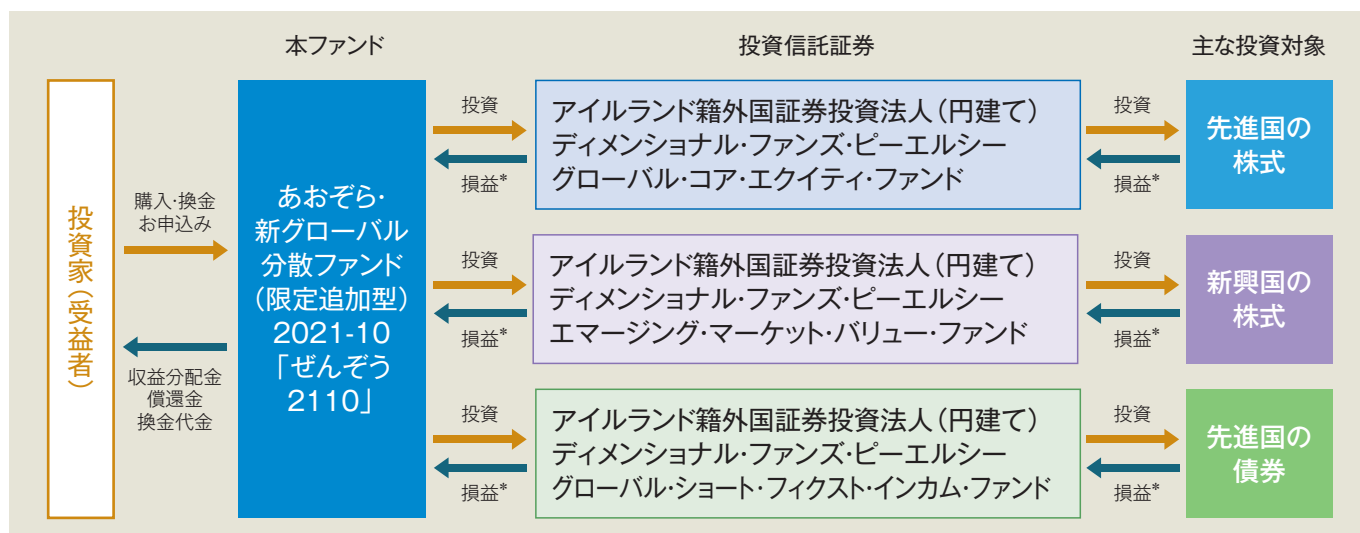 本ファンド
投資信託証券
主な投資対象
投資家(受益者)
購入・換金
お申込み
収益分配金
償還金
換金代金
あおぞら・
新グローバル
分散ファンド
(限定追加型)
2021-10
「ぜんぞう
2110」
投資
損益*
アイルランド籍外国証券投資法人(円建て)
ディメンショナル・ファンズ・ピーエルシー
グローバル・コア・エクイティ・ファンド
投資
損益*
先進国の
株式
投資
損益*
アイルランド籍外国証券投資法人(円建て)
ディメンショナル・ファンズ・ピーエルシー
エマージング・マーケット・バリュー・ファンド
投資
損益*
新興国の
株式
投資
損益*
アイルランド籍外国証券投資法人(円建て)
ディメンショナル・ファンズ・ピーエルシー
グローバル・ショート・フィクスト・インカム・ファンド
投資
損益*
先進国の
債券